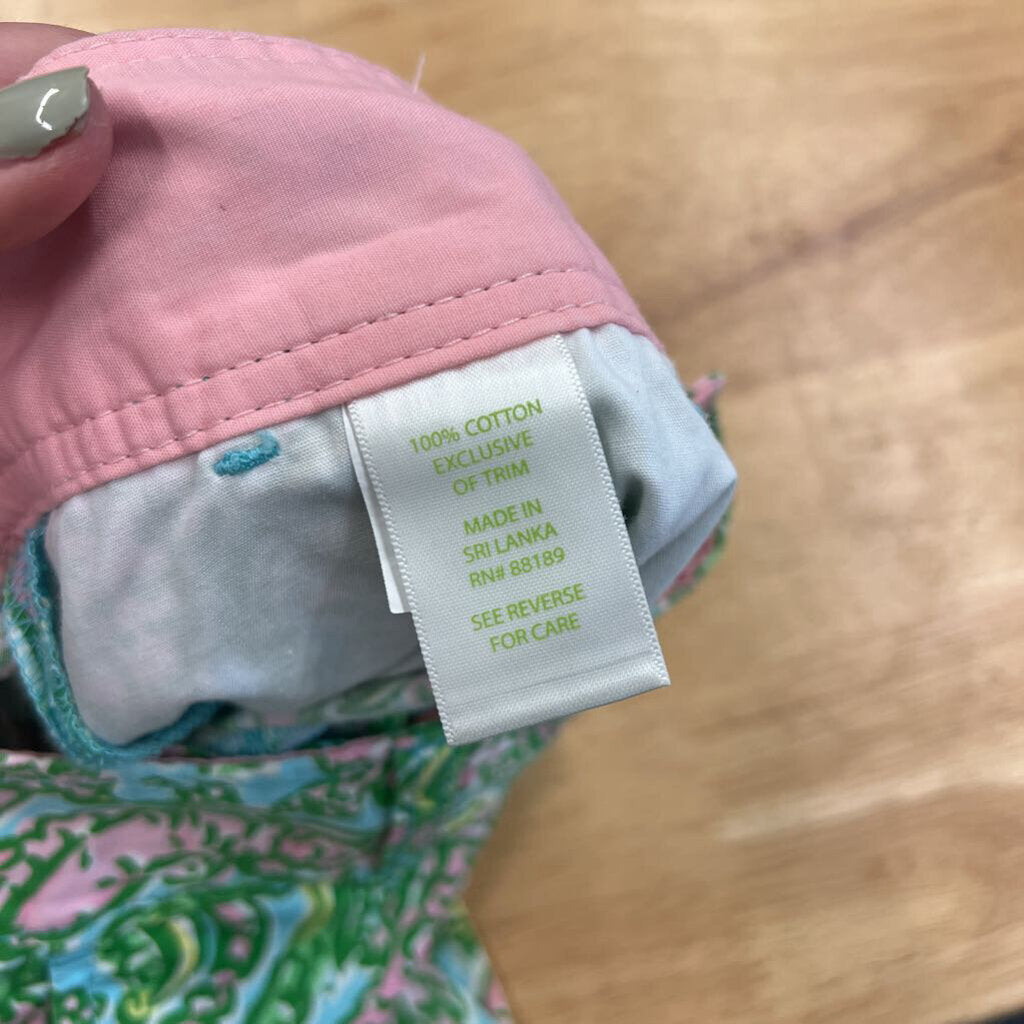 100% COTTON
EXCLUSIVE
OF TRIM
MADE IN
SRI LANKA
RN# 88189
SEE REVERSE
FOR CARE